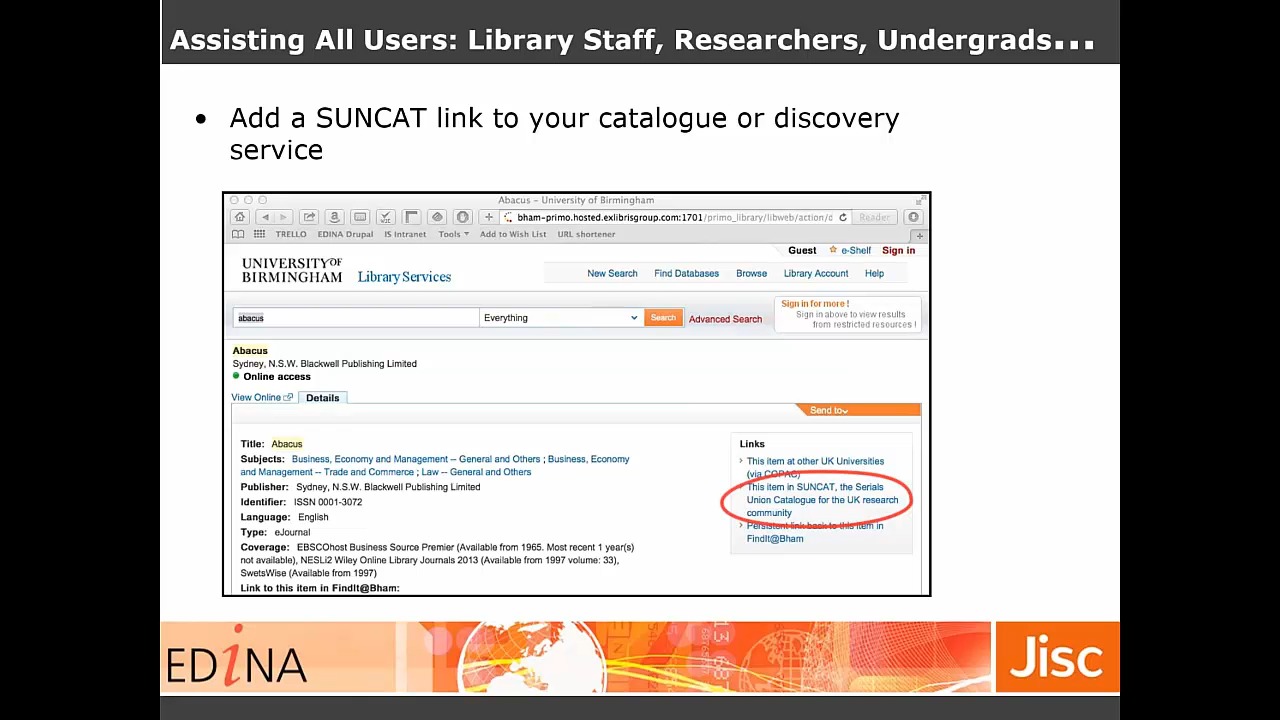 Assisting All Users: Library Staff, Researchers, Undergrads...
• Add a SUNCAT link to your catalogue or discovery
service
Abacus – University of Birmingham
bham-primo.hosted.exlibrisgroup.com:1701/primo_library/libweb/action/d
Reader
TRELLO EDINA Drupal IS Intranet Tools Add to Wish List URL shortener
Guest e-Shelf Sign in
UNIVERSITY OF
BIRMINGHAM Library Services
New Search Find Databases Browse Library Account Help
abacus Everything Search Advanced Search
Sign in for more !
Sign in above to view results
from restricted resources !
Abacus
Sydney, N.S.W. Blackwell Publishing Limited
Online access
View Online Details
Send to
Title: Abacus
Subjects: Business, Economy and Management -- General and Others ; Business, Economy
and Management -- Trade and Commerce ; Law -- General and Others
Publisher: Sydney, N.S.W. Blackwell Publishing Limited
Identifier: ISSN 0001-3072
Language: English
Type: eJournal
Coverage: EBSCOhost Business Source Premier (Available from 1965. Most recent 1 year(s)
not available), NESLi2 Wiley Online Library Journals 2013 (Available from 1997 volume: 33),
SwetsWise (Available from 1997)
Link to this item in FindIt@Bham:
Links
This item at other UK Universities
(via COPAC)
This item in SUNCAT, the Serials
Union Catalogue for the UK research
community
Persistent link back to this item in
FindIt@Bham
EDINA
Jisc